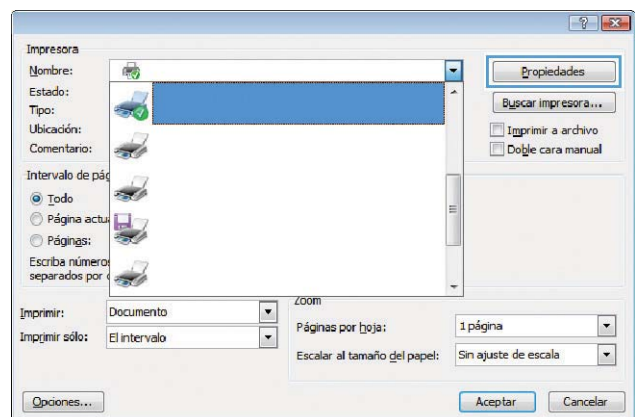 Impresora
Nombre:
Propiedades
Estado:
Tipo:
Buscar impresora...
Ubicación:
Imprimir a archivo
Comentario:
Doble cara manual
Intervalo de pág
Todo
Página actu
Páginas:
Escriba números
separados por c
Zoom
Imprimir:
Documento
Páginas por hoja:
1 página
Imprimir sólo:
El intervalo
Escalar al tamaño del papel:
Sin ajuste de escala
Opciones...
Aceptar
Cancelar